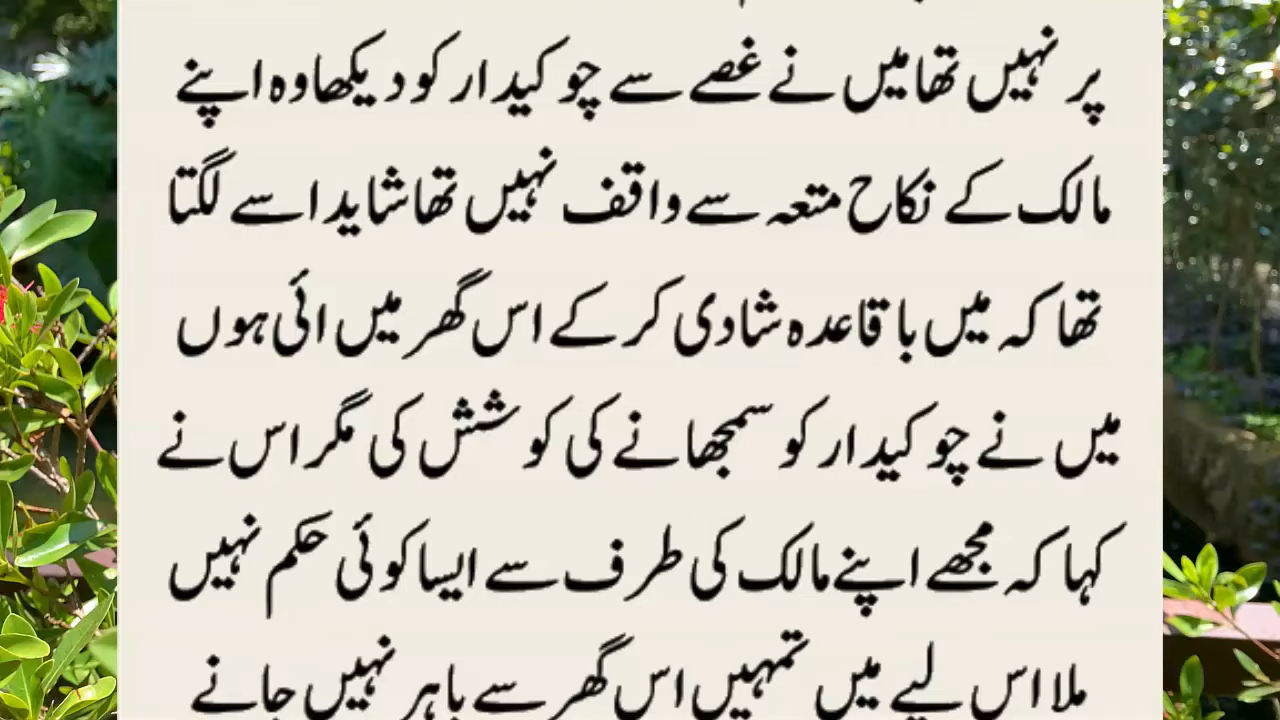 پر نہیں تھا میں نے غصے سے چوکیدار کو دیکھا وہ اپنے
مالک کے نکاح متعہ سے واقف نہیں تھا شاید اسے لگتا
تھا کہ میں باقاعدہ شادی کر کے اس گھر میں ائی ہوں
میں نے چوکیدار کو سمجھانے کی کوشش کی مگر اس نے
کہا کہ مجھے اپنے مالک کی طرف سے ایسا کوئی حکم نہیں
ملا اس لیے میں تمہیں اس گھر سے باہر نہیں جانے